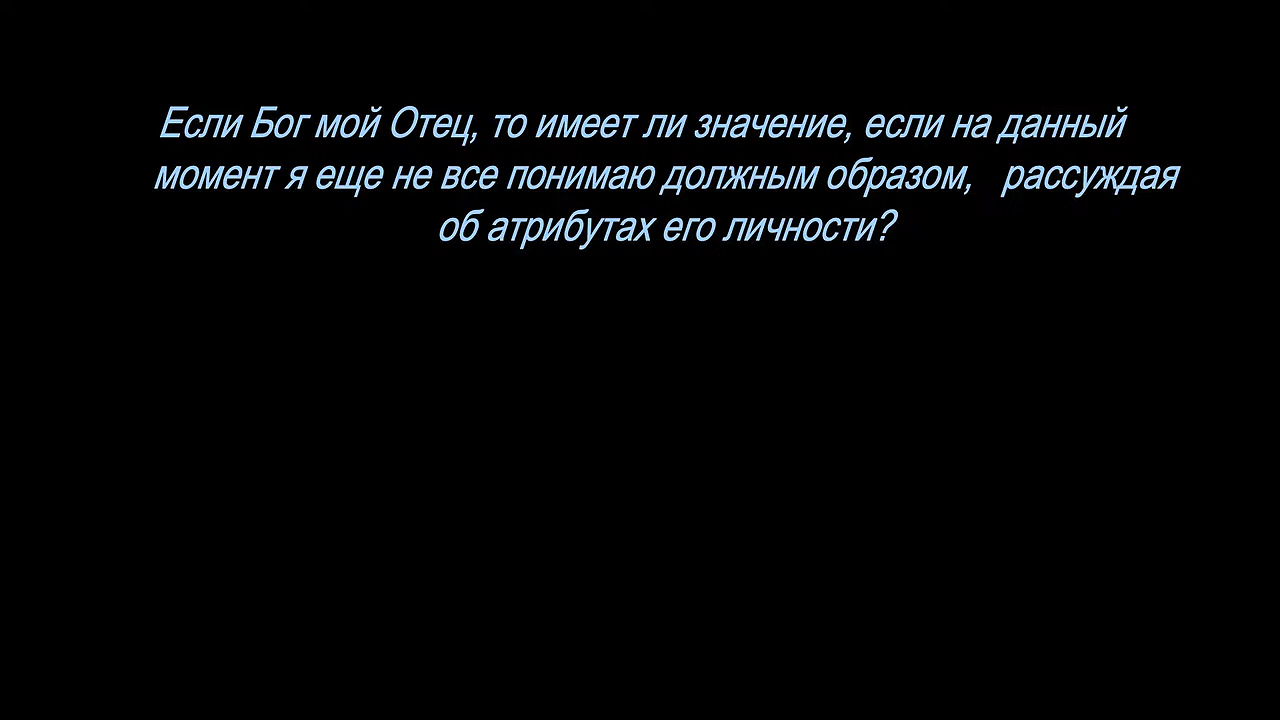 Если Бог мой Отец, то имеет ли значение, если на данный
момент я еще не все понимаю должным образом, рассуждая
об атрибутах его личности?